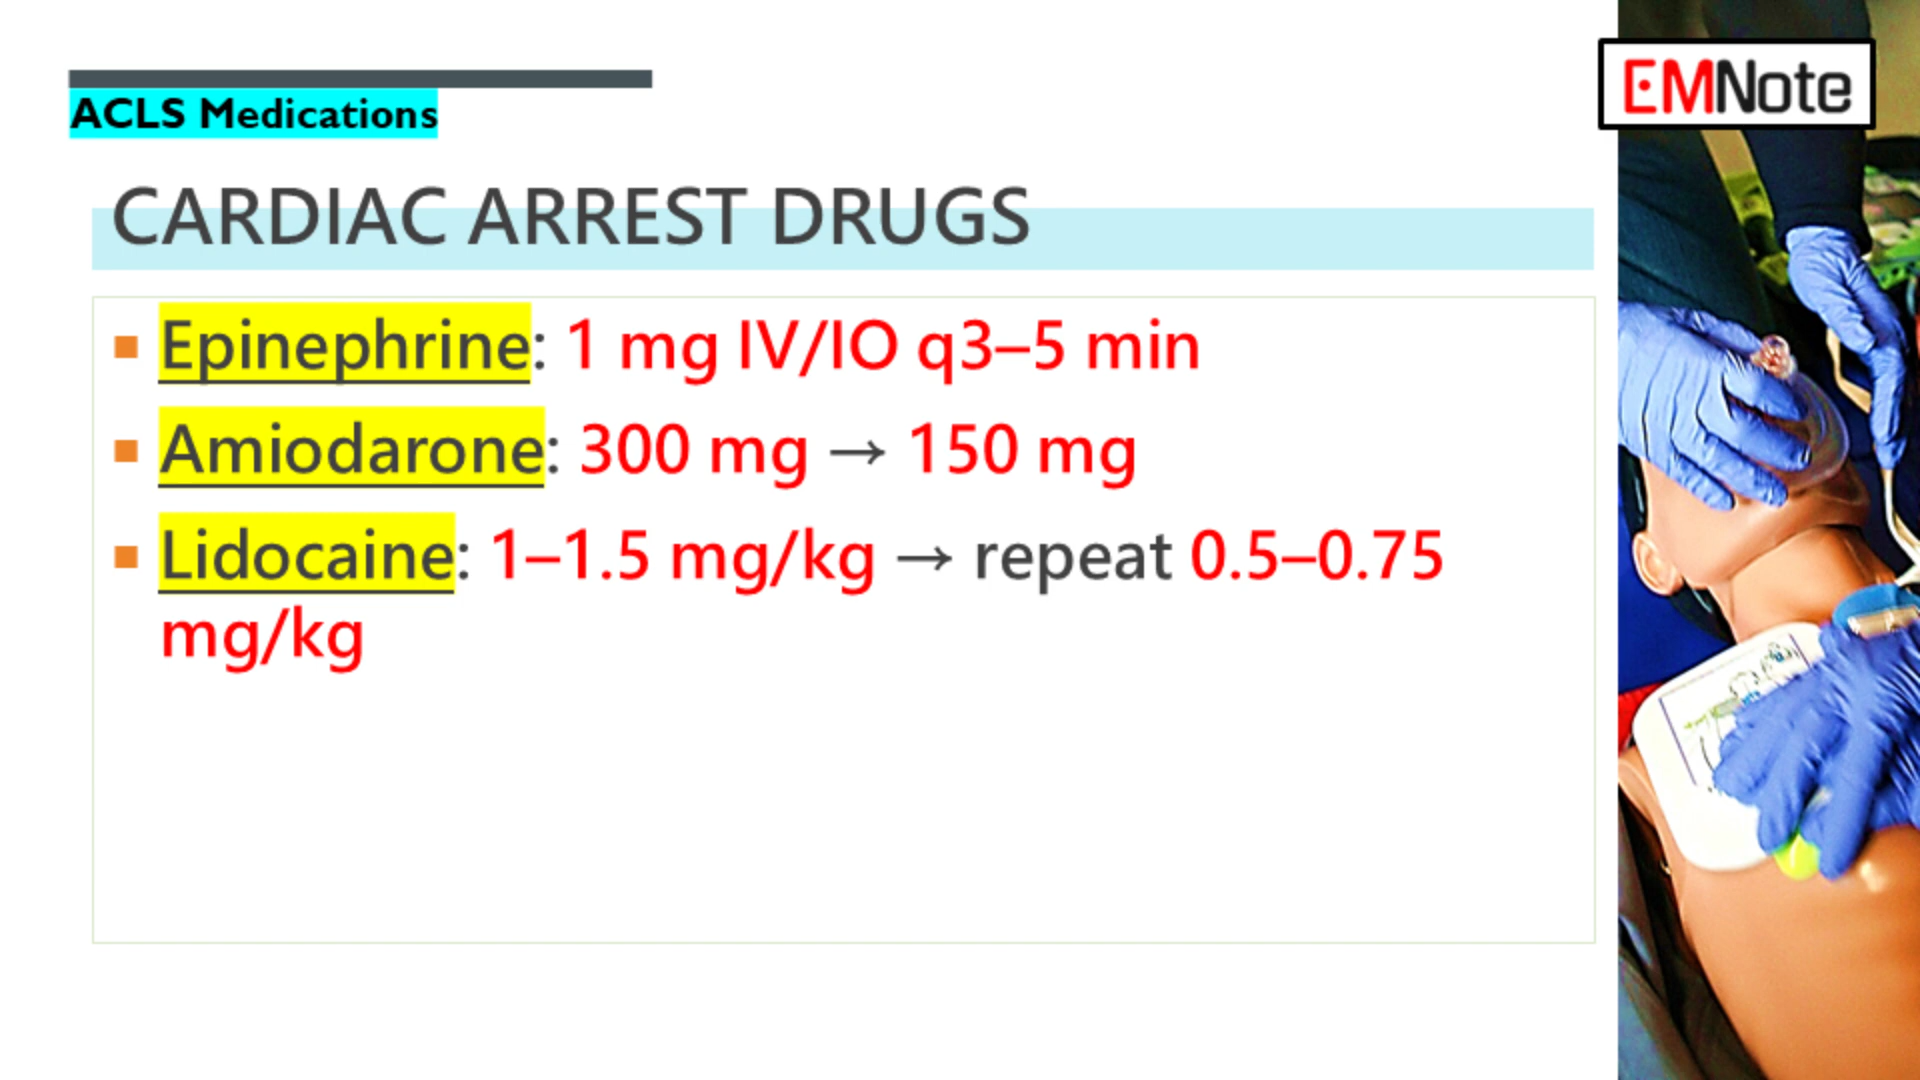 ACLS Medications
EMNote
CARDIAC ARREST DRUGS
▪ Epinephrine: 1 mg IV/IO q3–5 min
▪ Amiodarone: 300 mg → 150 mg
▪ Lidocaine: 1–1.5 mg/kg → repeat 0.5–0.75
mg/kg